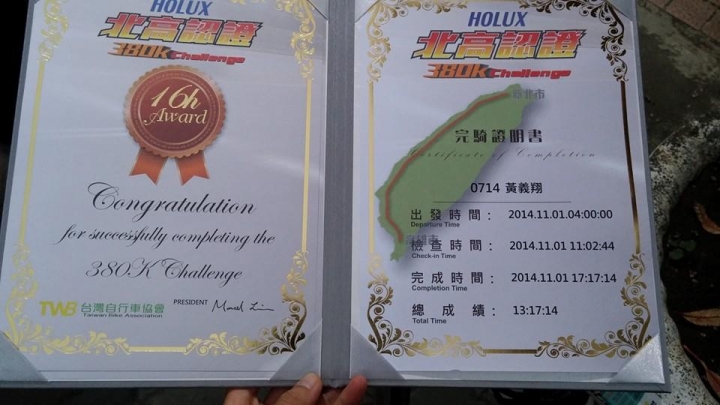 HOLUX
北高認證
380K Challenge
16h
Award
Congratulation
for successfully completing the
380K Challenge
TWB 台灣自行車協會
Taiwan Bike Association
PRESIDENT
HOLUX
北高認證
380K Challenge
台北市
完騎證明書
Certificate of Completion
0714 黃義翔
出發時間: 2014.11.01.04:00:00
Departure Time
檢查時間: 2014.11.01 11:02:44
Check-in Time
完成時間: 2014.11.01 17:17:14
Completion Time
總成績: 13:17:14
Total Time